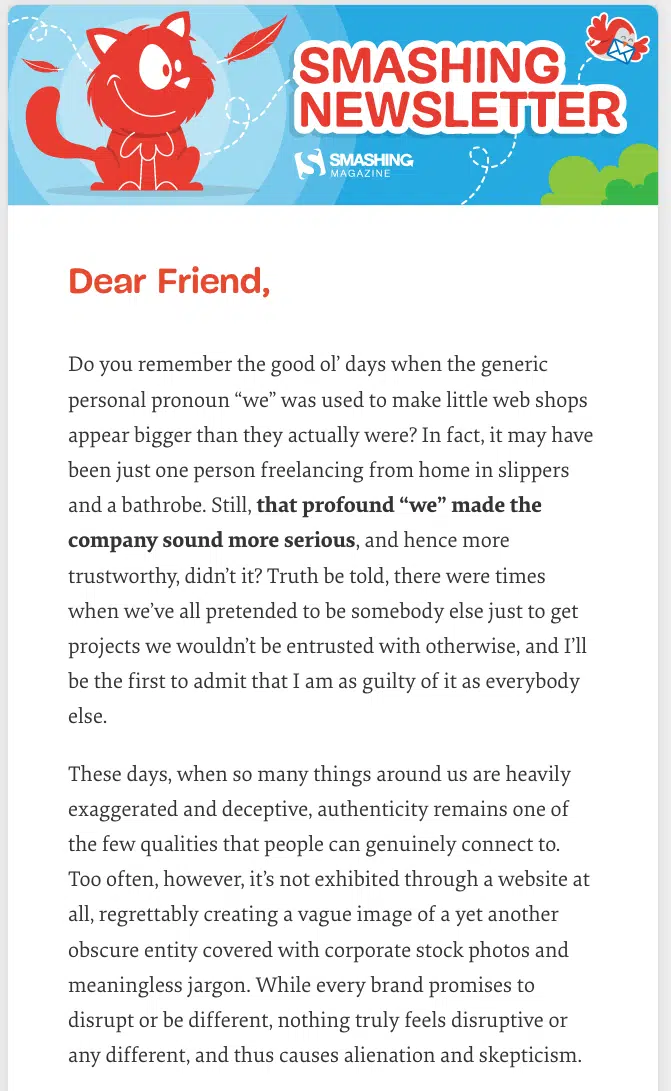 SMASHING
NEWSLETTER
SMASHING
MAGAZINE
Dear Friend,
Do you remember the good ol’ days when the generic
personal pronoun “we” was used to make little web shops
appear bigger than they actually were? In fact, it may have
been just one person freelancing from home in slippers
and a bathrobe. Still, that profound “we” made the
company sound more serious, and hence more
trustworthy, didn’t it? Truth be told, there were times
when we’ve all pretended to be somebody else just to get
projects we wouldn’t be entrusted with otherwise, and I’ll
be the first to admit that I am as guilty of it as everybody
else.
These days, when so many things around us are heavily
exaggerated and deceptive, authenticity remains one of
the few qualities that people can genuinely connect to.
Too often, however, it’s not exhibited through a website at
all, regrettably creating a vague image of a yet another
obscure entity covered with corporate stock photos and
meaningless jargon. While every brand promises to
disrupt or be different, nothing truly feels disruptive or
any different, and thus causes alienation and skepticism.